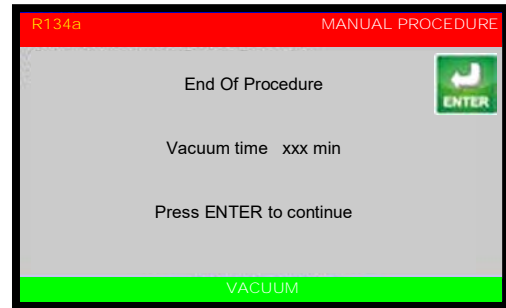 R134a MANUAL PROCEDURE
End Of Procedure
ENTER
Vacuum time xxx min
Press ENTER to continue
VACUUM